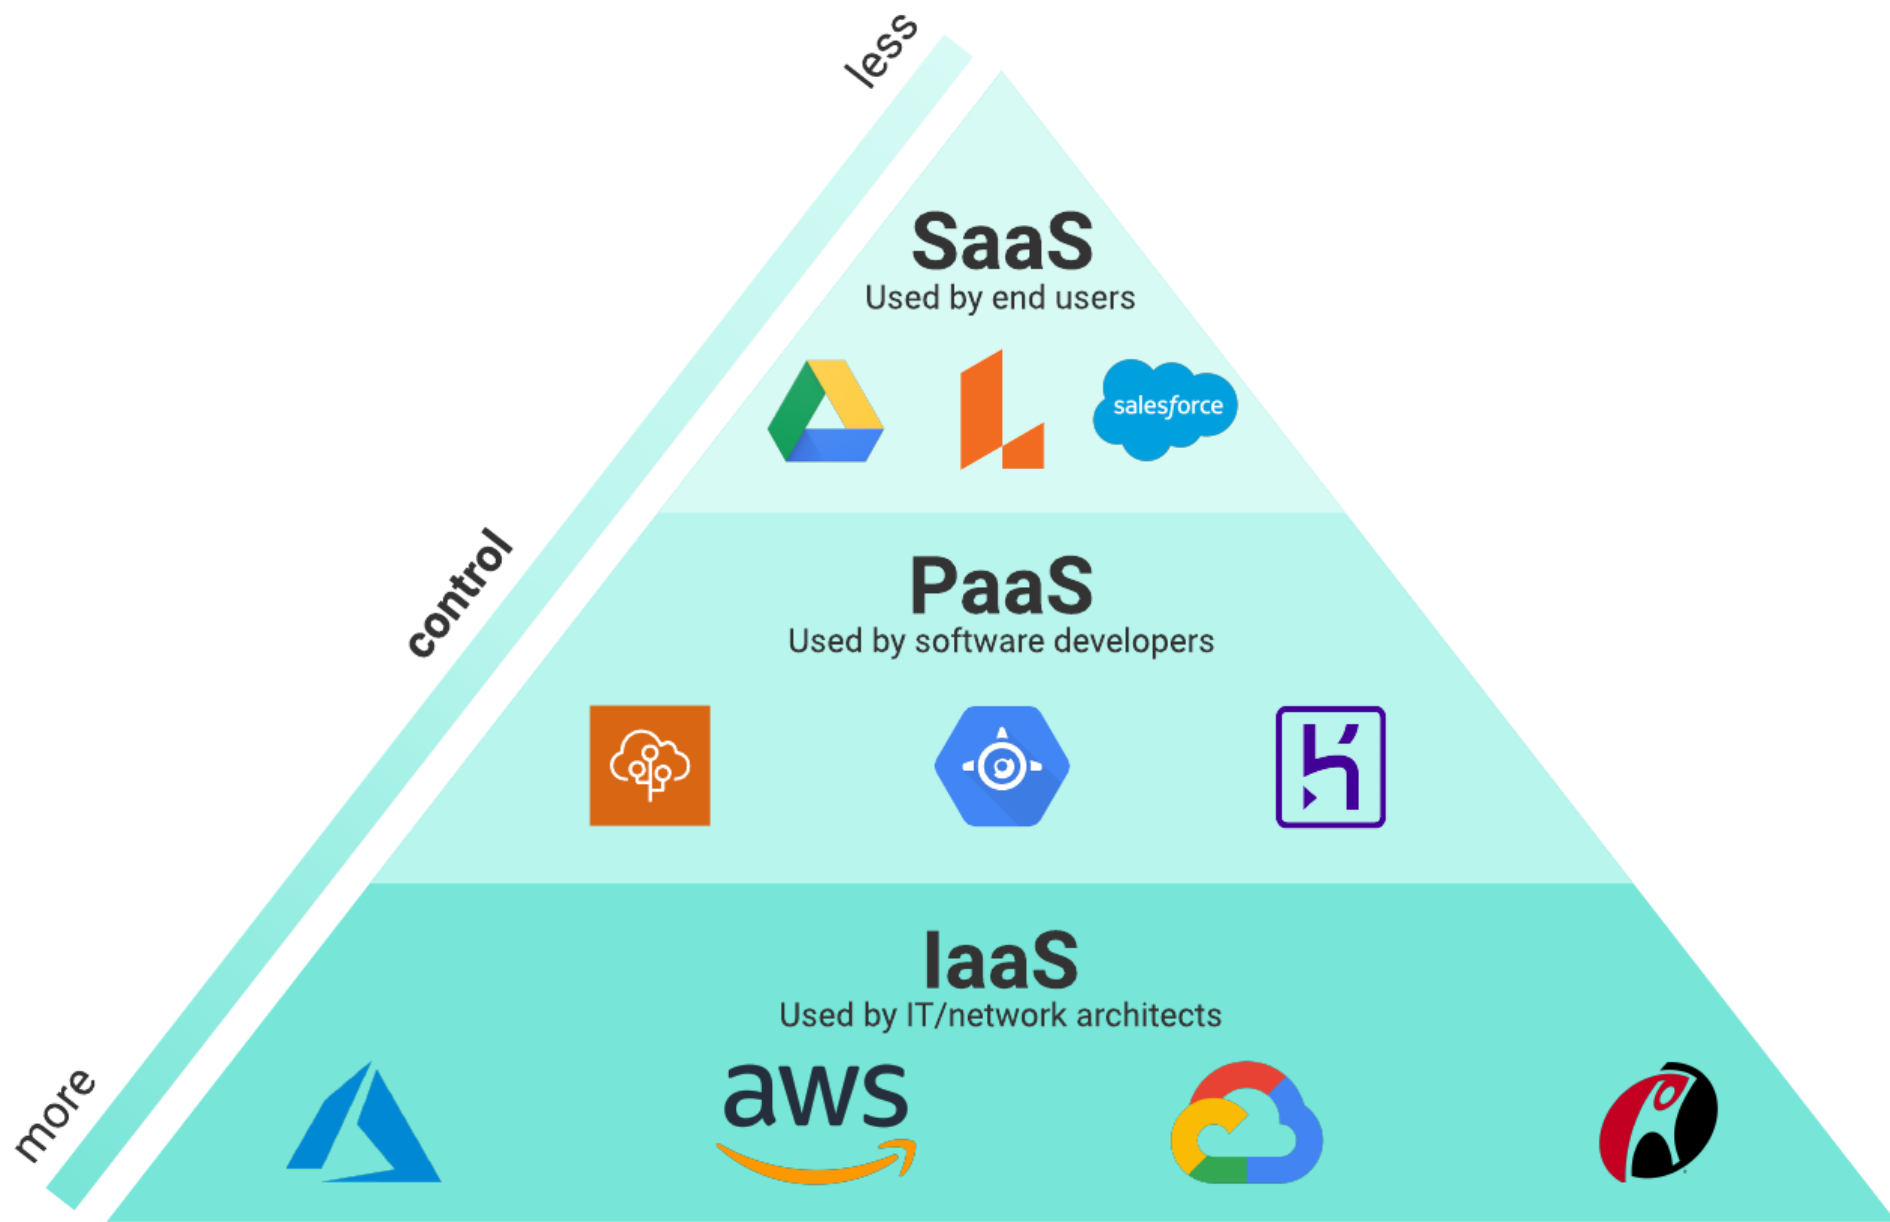 less
SaaS
Used by end users
salesforce
control
PaaS
Used by software developers
IaaS
Used by IT/network architects
more
aws